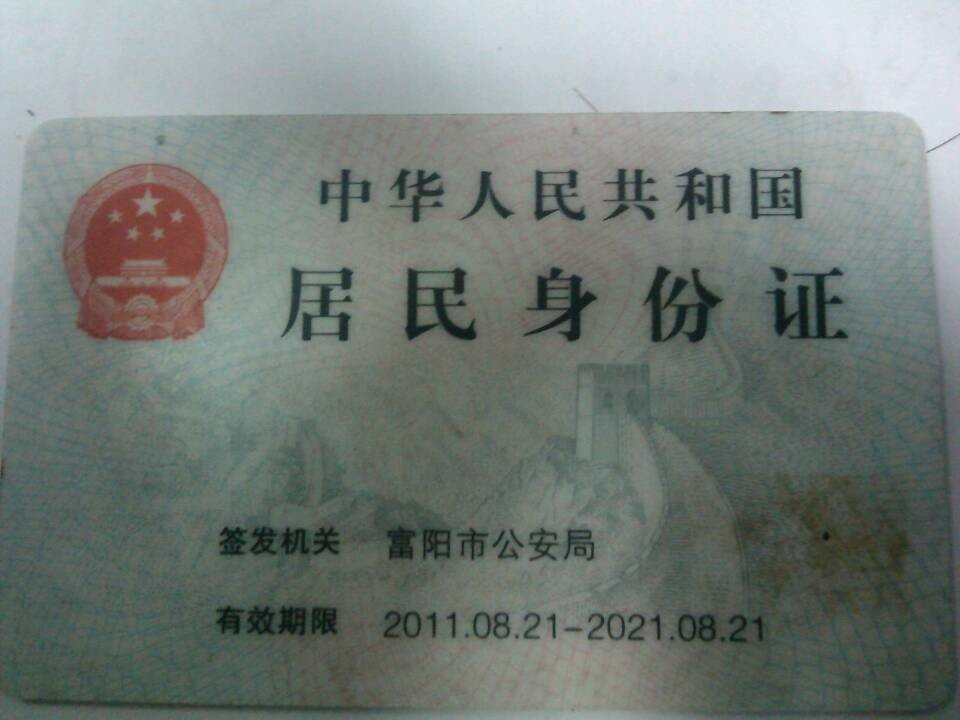 中华人民共和国
居民身份证
签发机关 富阳市公安局
有效期限 2011.08.21-2021.08.21